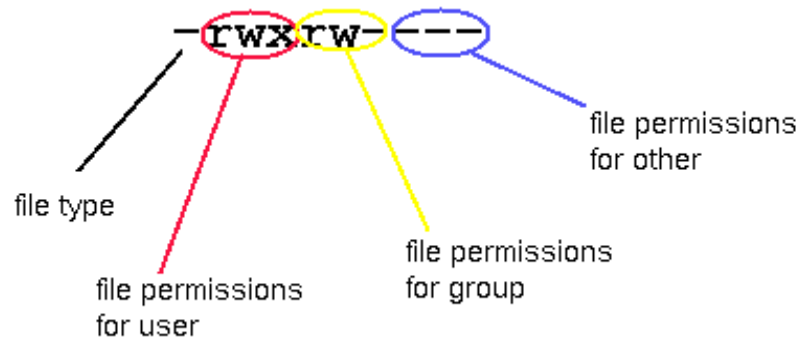 -rwxrw----
file permissions
for other
file type
file permissions
for group
file permissions
for user